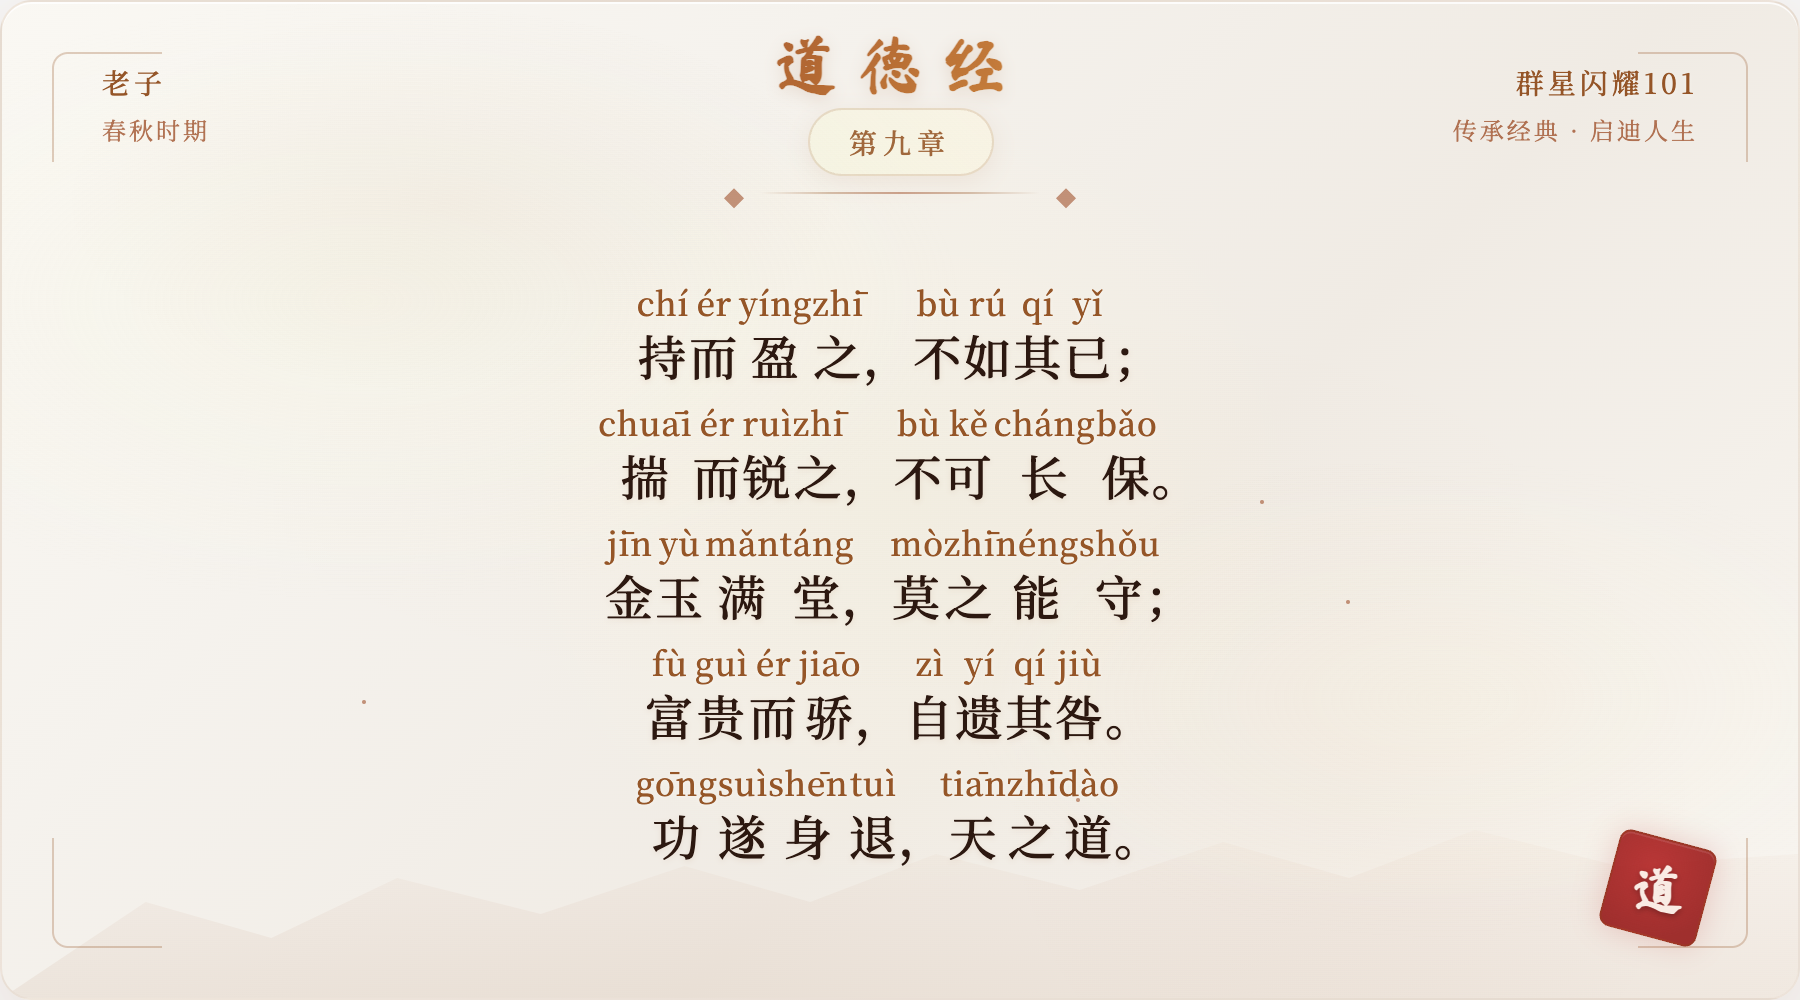 老子
春秋时期
道德经
第九章
群星闪耀101
传承经典 · 启迪人生
chí ér yíngzhī bù rú qí yǐ
持而盈之，不如其已；
chuaī ér ruìzhī bù kě chángbǎo
揣而锐之，不可长保。
jīn yù mǎntáng mòzhīnéngshǒu
金玉满堂，莫之能守；
fù guì ér jiaō zì yí qí jiù
富贵而骄，自遗其咎。
gōngsuìshēntuì tiānzhīdào
功遂身退，天之道。
道